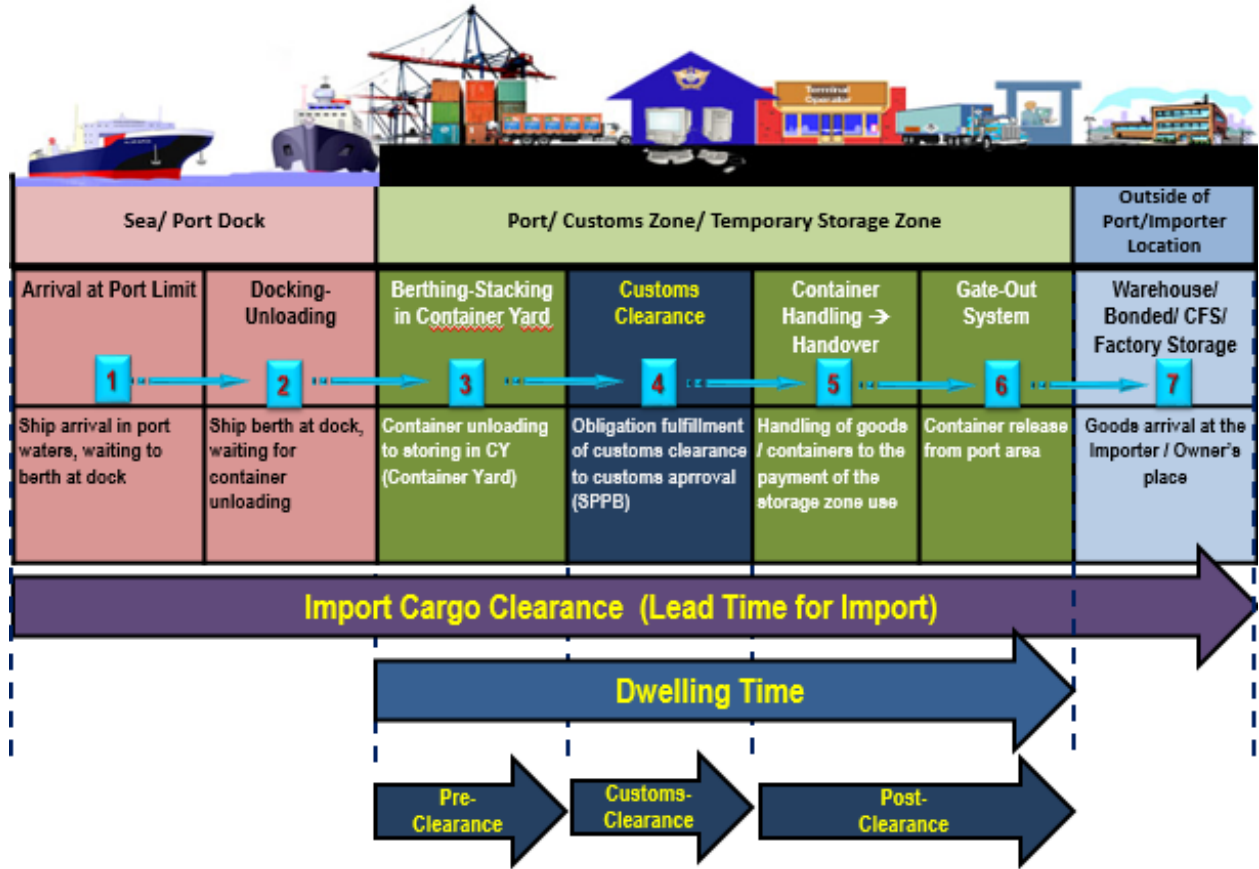 Terminal
Operator
Sea/ Port Dock
Port/ Customs Zone/ Temporary Storage Zone
Outside of
Port/Importer
Location
Arrival at Port Limit
Docking-
Unloading
Berthing-Stacking
in Container Yard
Customs
Clearance
Container
Handling →
Handover
Gate-Out
System
Warehouse/
Bonded/ CFS/
Factory Storage
1
2
3
4
5
6
7
Ship arrival in port
waters, waiting to
berth at dock
Ship berth at dock,
waiting for
container
unloading
Container unloading
to storing in CY
(Container Yard)
Obligation fulfillment
of customs clearance
to customs aprroval
(SPPB)
Handling of goods
/ containers to the
payment of the
storage zone use
Container release
from port area
Goods arrival at the
Importer / Owner's
place
Import Cargo Clearance (Lead Time for Import)
Dwelling Time
Pre-
Clearance
Customs-
Clearance
Post-
Clearance